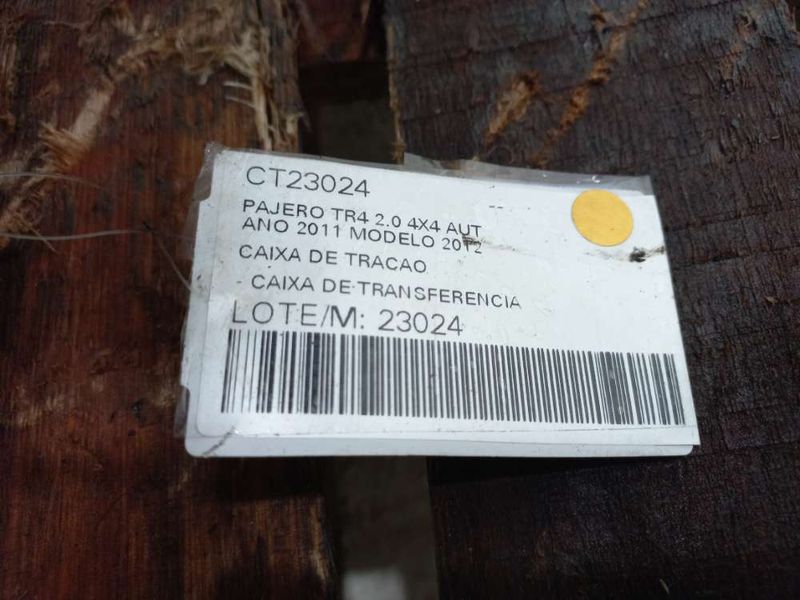 CT23024
--
PAJERO TR4 2.0 4X4 AUT
ANO 2011 MODELO 2012
CAIXA DE TRACAO
- CAIXA DE TRANSFERENCIA
LOTE/M: 23024